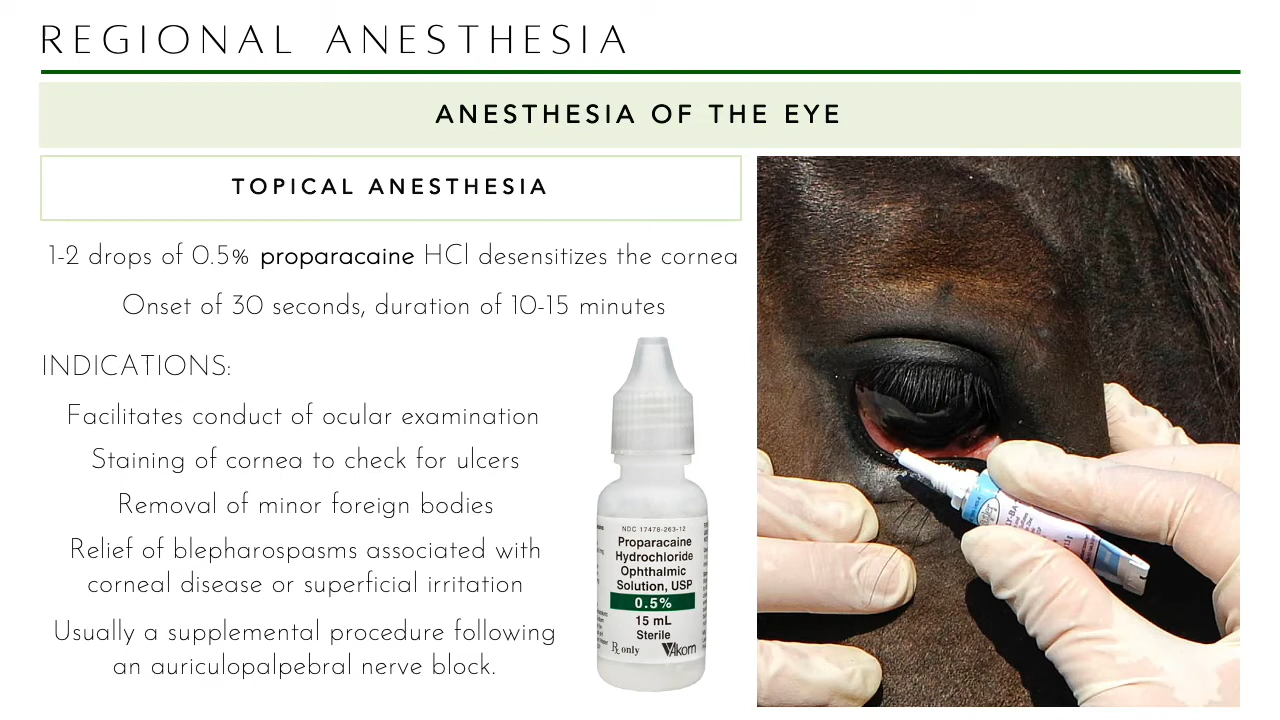 REGIONAL ANESTHESIA
ANESTHESIA OF THE EYE
TOPICAL ANESTHESIA
1-2 drops of 0.5% proparacaine HCl desensitizes the cornea
Onset of 30 seconds, duration of 10-15 minutes
INDICATIONS:
Facilitates conduct of ocular examination
Staining of cornea to check for ulcers
Removal of minor foreign bodies
Relief of blepharospasms associated with
corneal disease or superficial irritation
Usually a supplemental procedure following
an auriculopalpebral nerve block.
NDC 17478-263-12
Proparacaine
Hydrochloride
Ophthalmic
Solution, USP
0.5%
15 mL
Sterile
Rx only
Akorn